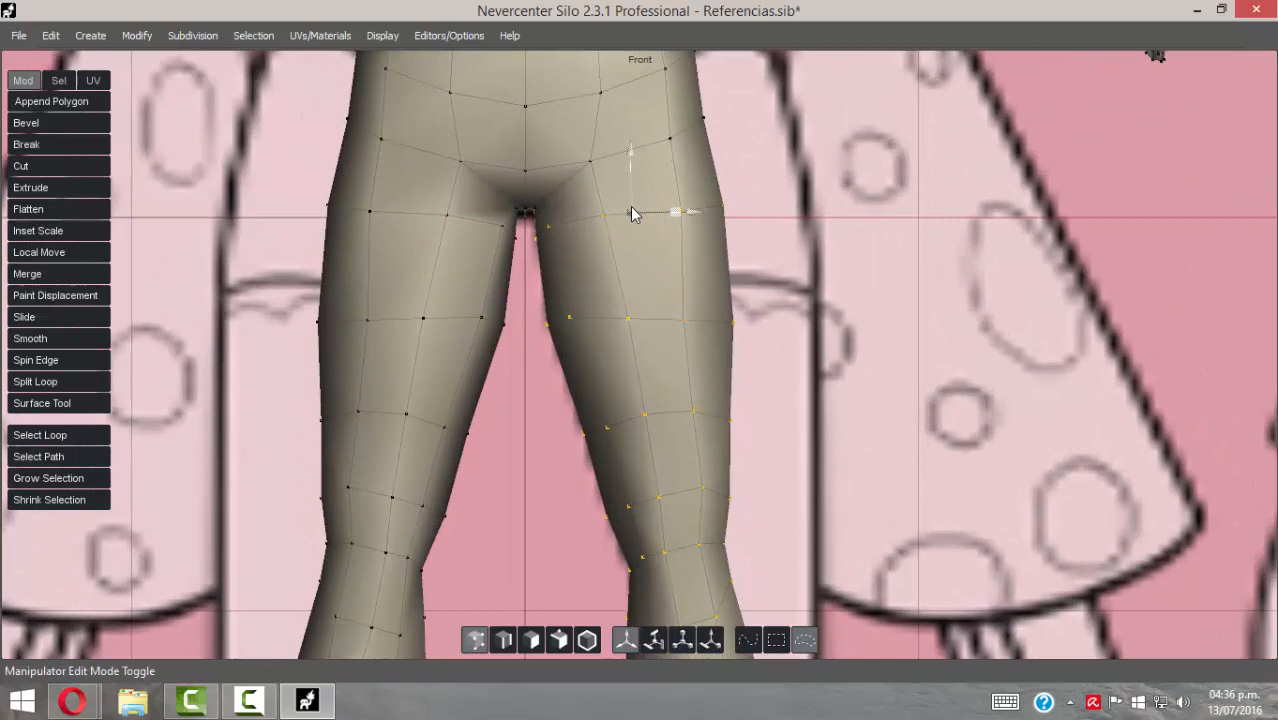 Nevercenter Silo 2.3.1 Professional - Referencias.sib*
File Edit Create Modify Subdivision Selection UVs/Materials Display Editors/Options Help
Front
Mod Sel UV
Append Polygon
Bevel
Break
Cut
Extrude
Flatten
Inset Scale
Local Move
Merge
Paint Displacement
Slide
Smooth
Spin Edge
Split Loop
Surface Tool
Select Loop
Select Path
Grow Selection
Shrink Selection
Manipulator Edit Mode Toggle
04:36 p.m.
13/07/2016